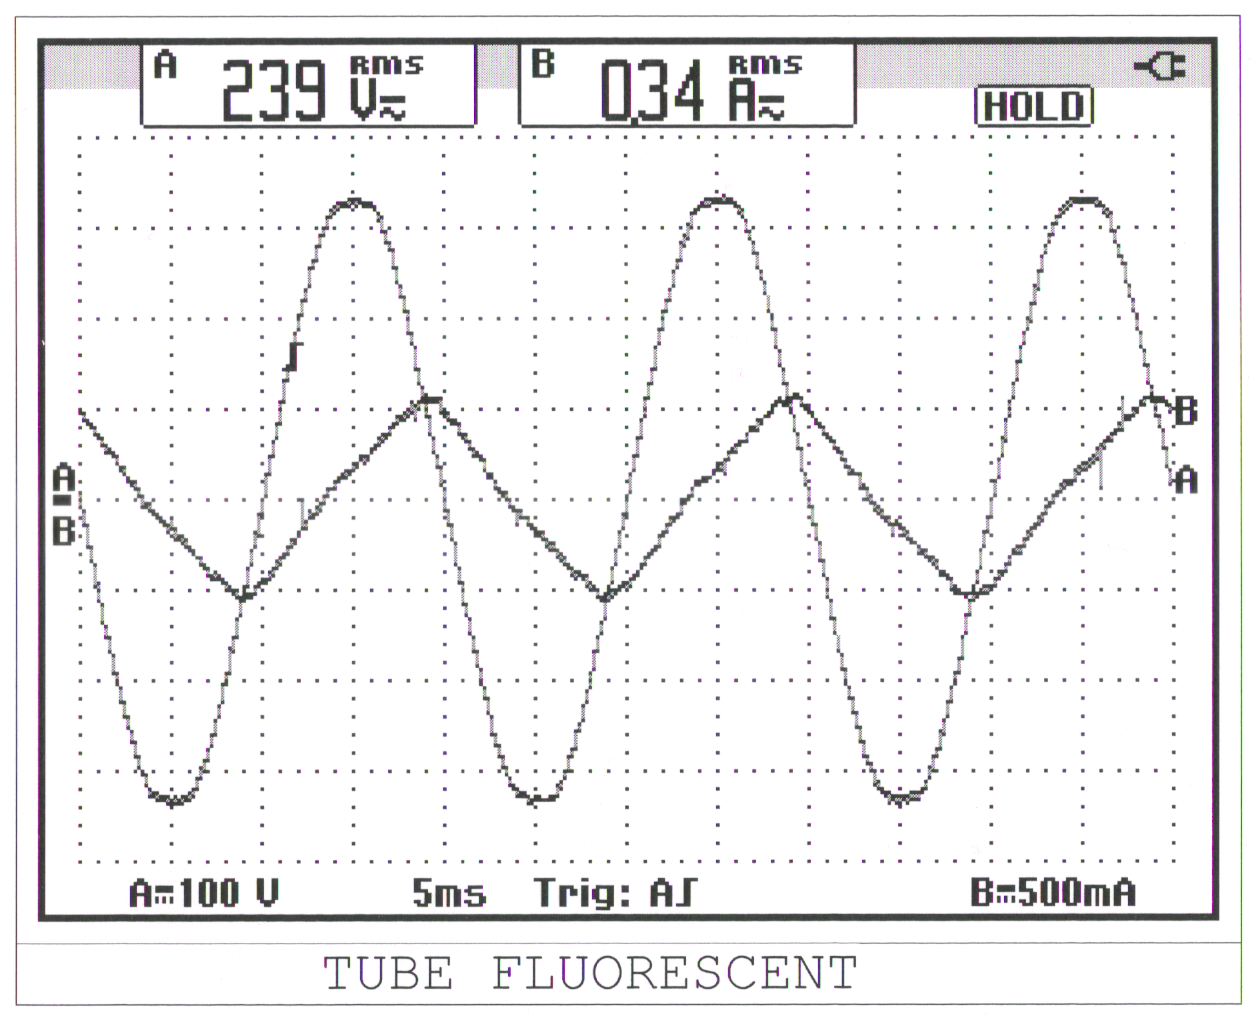 A 239 rms V≂
B 0.34 rms A≂
HOLD
B
A
A
B
A=100 V 5ms Trig: A∫ B=500mA
TUBE FLUORESCENT